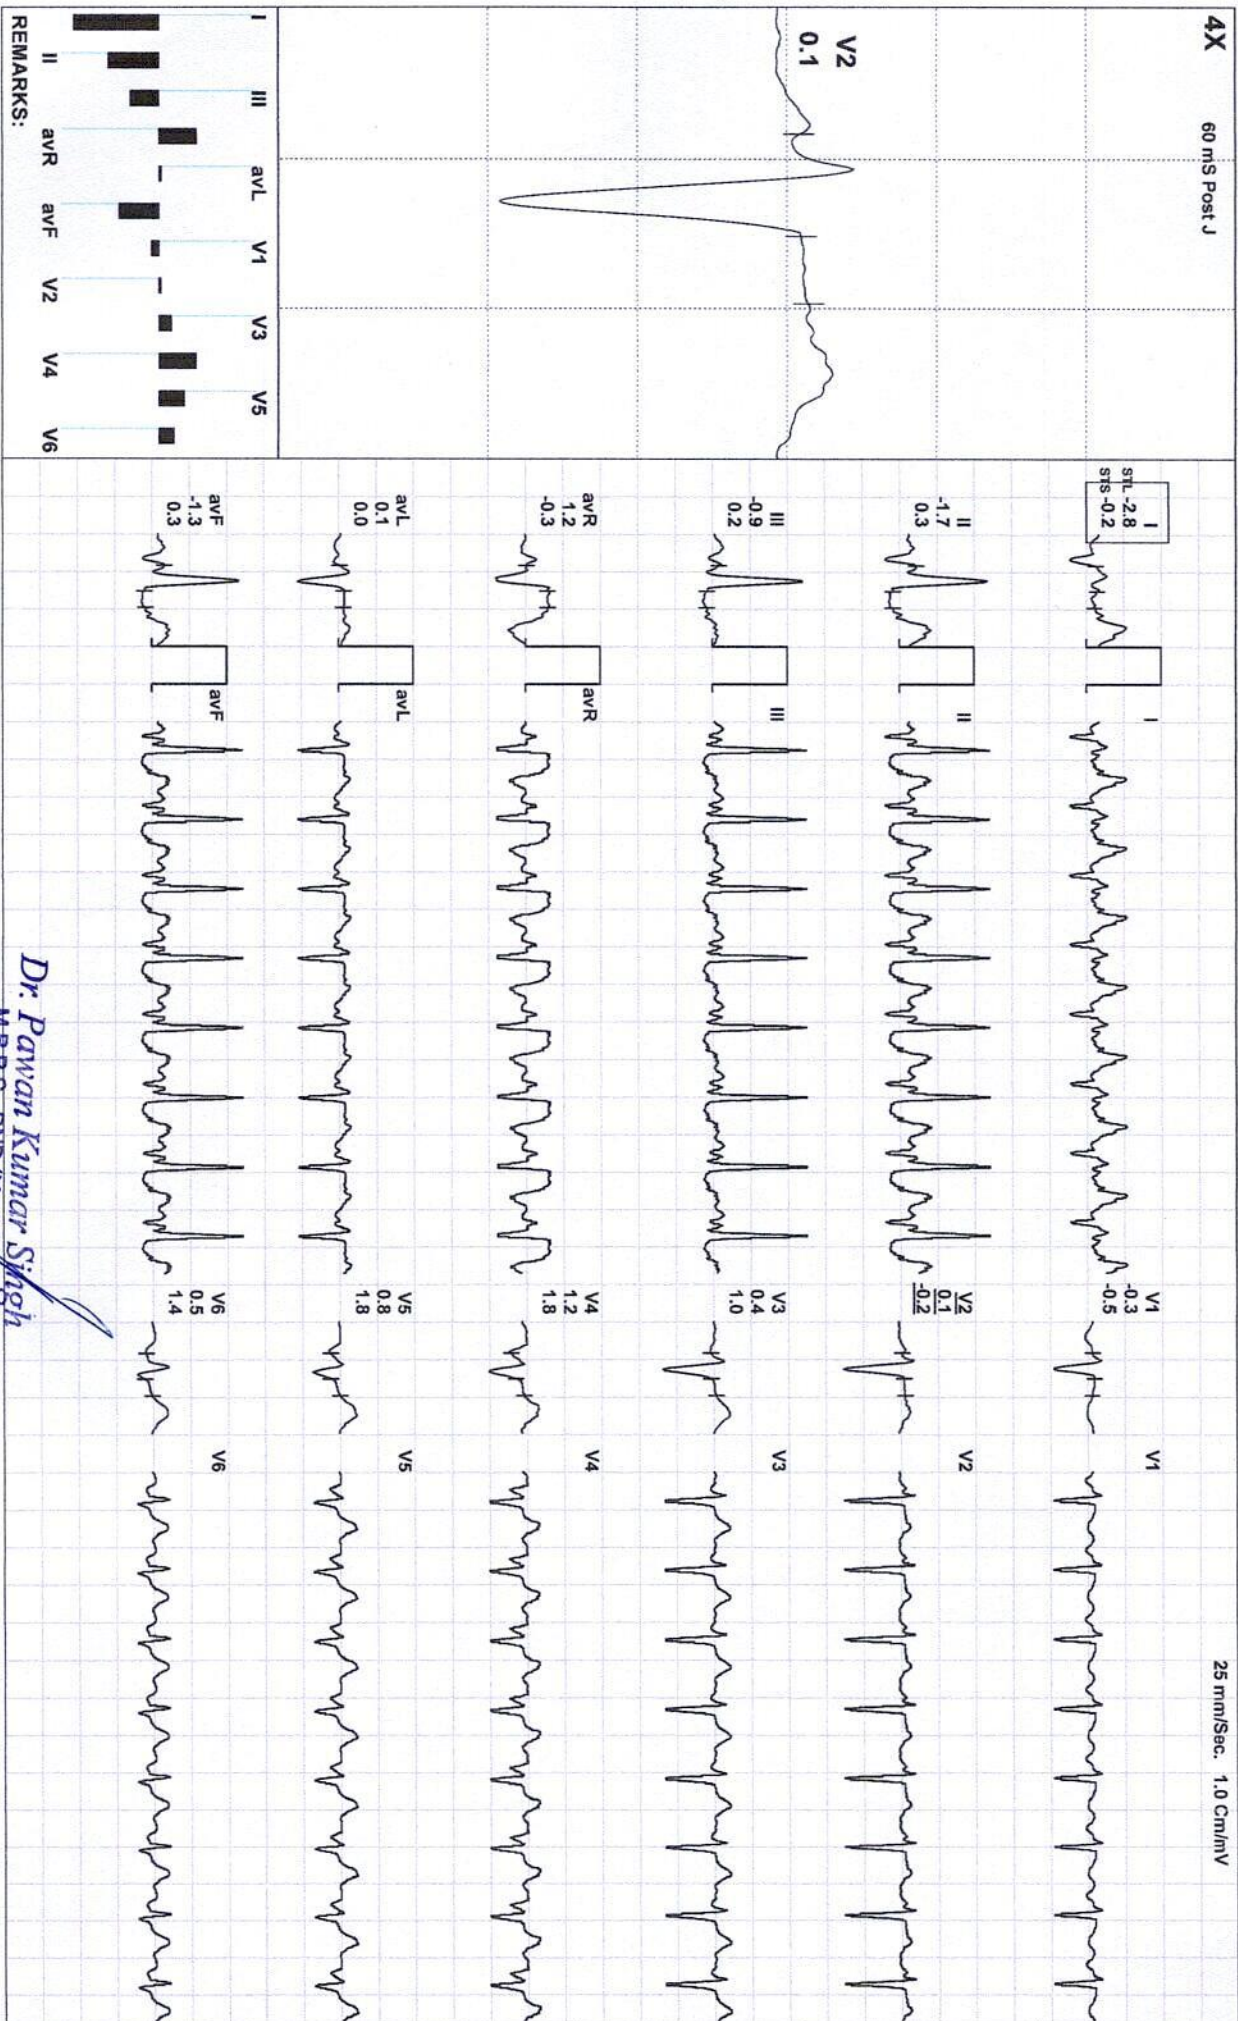 4X
60 mS Post J
25 mm/Sec. 1.0 Cm/mV
V2
0.1
I
STL -2.8
STS -0.2
I
V1
-0.3
-0.5
V1
II
-1.7
0.3
II
V2
0.1
-0.2
V2
III
-0.9
0.2
III
V3
0.4
1.0
V3
avR
1.2
-0.3
avR
V4
1.2
1.8
V4
avL
0.1
0.0
avL
V5
0.8
1.8
V5
avF
-1.3
0.3
avF
V6
0.5
1.4
V6
I III avL V1 V3 V5
II avR avF V2 V4 V6
REMARKS:
Dr. Pawan Kumar Singh